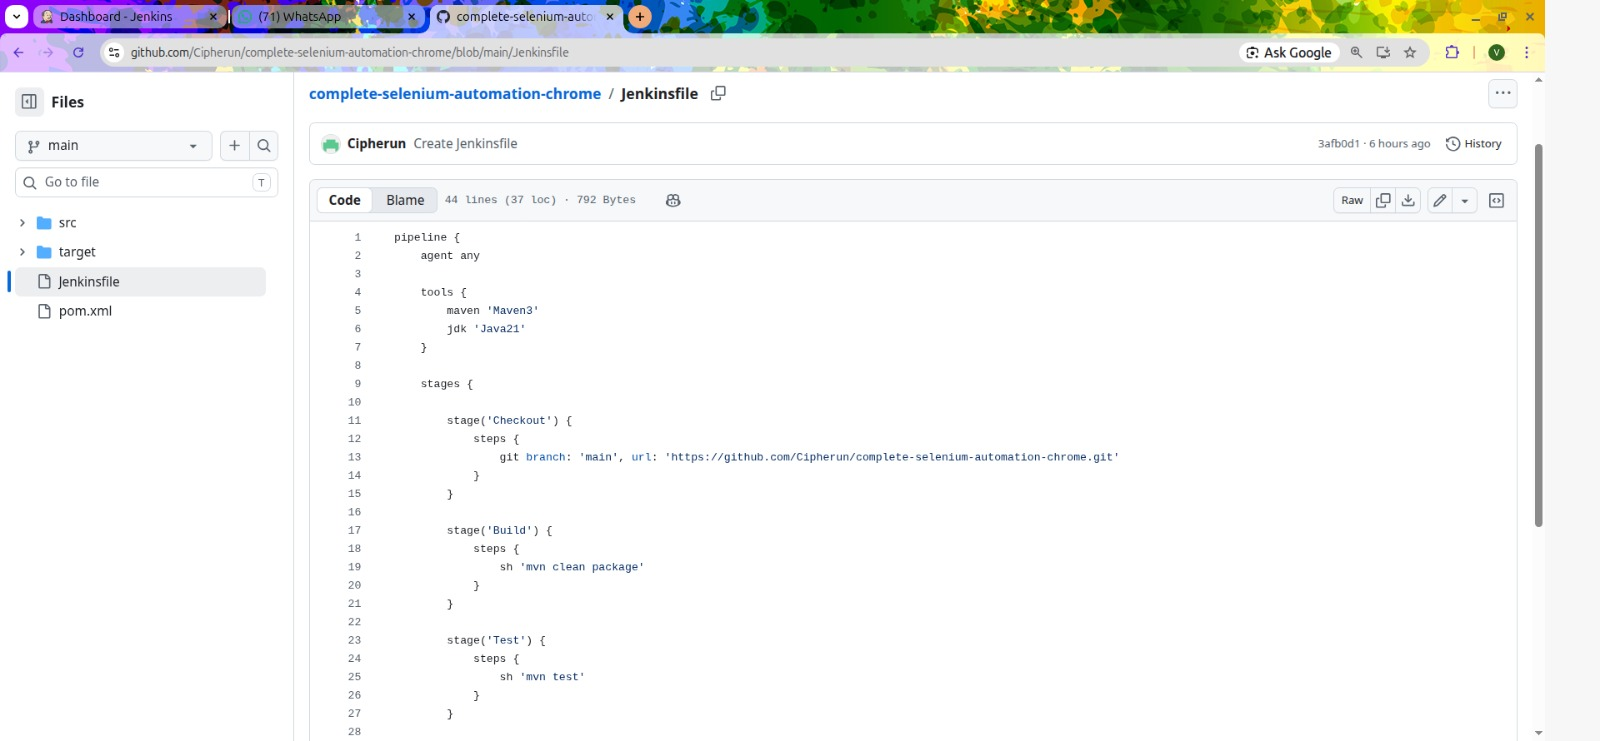 Dashboard - Jenkins
(71) WhatsApp
complete-selenium-auto
github.com/Cipherun/complete-selenium-automation-chrome/blob/main/Jenkinsfile
Ask Google
V
Files
complete-selenium-automation-chrome / Jenkinsfile
main
Cipherun Create Jenkinsfile
3afb0d1 · 6 hours ago
History
Go to file
T
Code Blame 44 lines (37 loc) · 792 Bytes
Raw
src
target
Jenkinsfile
pom.xml
1 pipeline {
2 agent any
3
4 tools {
5 maven 'Maven3'
6 jdk 'Java21'
7 }
8
9 stages {
10
11 stage('Checkout') {
12 steps {
13 git branch: 'main', url: 'https://github.com/Cipherun/complete-selenium-automation-chrome.git'
14 }
15 }
16
17 stage('Build') {
18 steps {
19 sh 'mvn clean package'
20 }
21 }
22
23 stage('Test') {
24 steps {
25 sh 'mvn test'
26 }
27 }
28